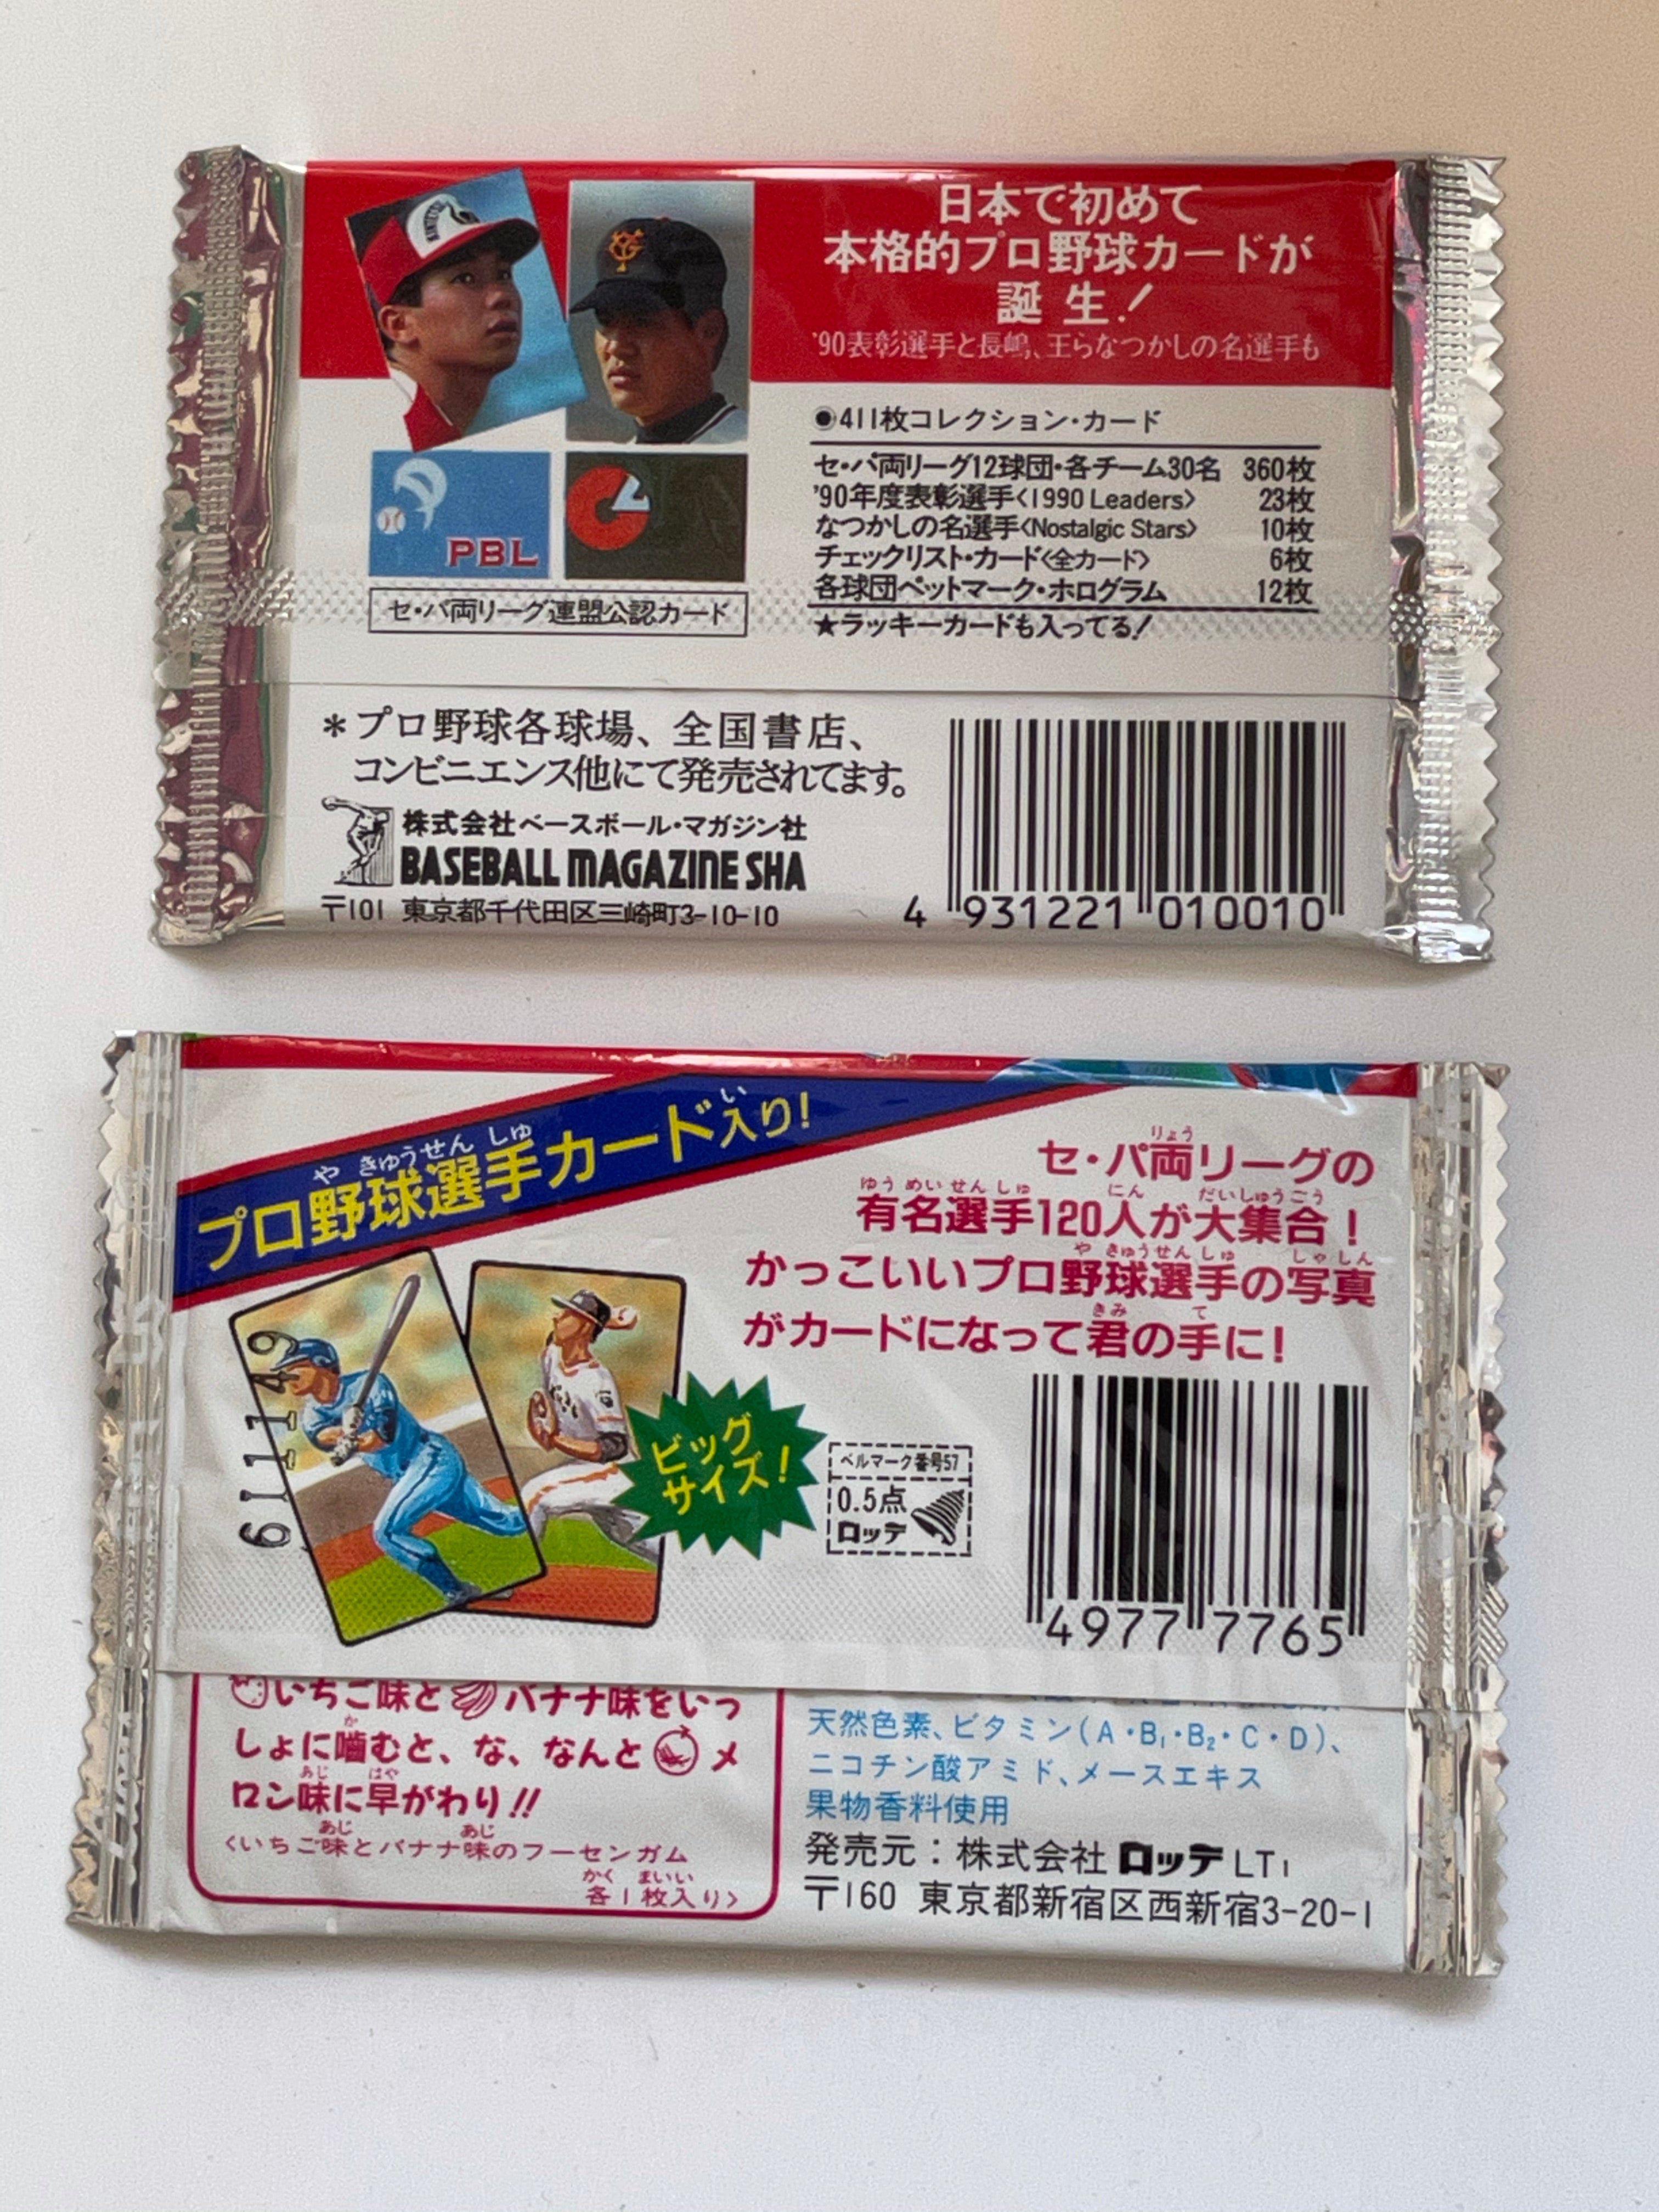 日本で初めて
本格的プロ野球カードが
誕生!
'90表彰選手と長嶋、王らなつかしの名選手も
●411枚コレクション・カード
セ・パ両リーグ12球団・各チーム30名 360枚
'90年度表彰選手〈1990 Leaders〉 23枚
なつかしの名選手〈Nostalgic Stars〉 10枚
チェックリスト・カード〈全カード〉 6枚
各球団ペットマーク・ホログラム 12枚
★ラッキーカードも入ってる!
PBL
セ・パ両リーグ連盟公認カード
*プロ野球各球場、全国書店、
コンビニエンス他にて発売されてます。
株式会社ベースボール・マガジン社
BASEBALL MAGAZINE SHA
〒101 東京都千代田区三崎町3-10-10
4 931221 010010
プロ野球選手カード入り!
セ・パ両リーグの
有名選手120人が大集合!
かっこいいプロ野球選手の写真
がカードになって君の手に!
ビッグ
サイズ!
ベルマーク番号57
0.5点
ロッテ
4977 7765
いちご味とバナナ味をいっ
しょに噛むと、な、なんとメ
ロン味に早がわり!!
〈いちご味とバナナ味のフーセンガム
各1枚入り〉
天然色素、ビタミン(A・B₁・B₂・C・D)、
ニコチン酸アミド、メースエキス
果物香料使用
発売元:株式会社ロッテ LT1
〒160 東京都新宿区西新宿3-20-1